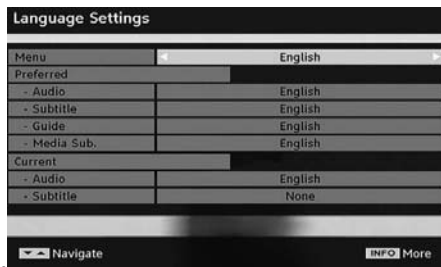 Language Settings
Menu English
Preferred
- Audio English
- Subtitle English
- Guide English
- Media Sub. English
Current
- Audio English
- Subtitle None
Navigate INFO More